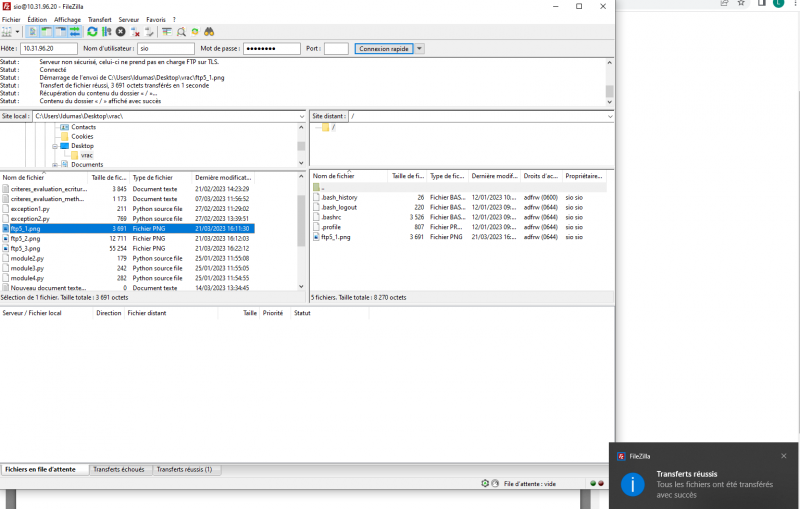 sio@10.31.96.20 - FileZilla
Fichier Édition Affichage Transfert Serveur Favoris ?
Hôte : 10.31.96.20 Nom d'utilisateur : sio Mot de passe : ●●●●●●●● Port : Connexion rapide
Statut : Serveur non sécurisé, celui-ci ne prend pas en charge FTP sur TLS.
Statut : Connecté
Statut : Démarrage de l'envoi de C:\Users\ldumas\Desktop\vrac\ftp5_1.png
Statut : Transfert de fichier réussi, 3 691 octets transférés en 1 seconde
Statut : Récupération du contenu du dossier « / »...
Statut : Contenu du dossier « / » affiché avec succès
Site local : C:\Users\ldumas\Desktop\vrac\
Contacts
Cookies
Desktop
vrac
Documents
Site distant : /
/
Nom de fichier Taille de fic... Type de fichier Dernière modificat...
criteres_evaluation_ecritur... 3 845 Document texte 21/02/2023 14:23:29
criteres_evaluation_meth... 1 173 Document texte 07/03/2023 11:56:52
exception1.py 211 Python source file 27/02/2023 11:29:02
exception2.py 769 Python source file 27/02/2023 13:39:51
ftp5_1.png 3 691 Fichier PNG 21/03/2023 16:11:30
ftp5_2.png 12 711 Fichier PNG 21/03/2023 16:12:03
ftp5_3.png 55 254 Fichier PNG 21/03/2023 16:22:12
module2.py 179 Python source file 25/01/2023 11:55:08
module3.py 242 Python source file 25/01/2023 11:55:05
module4.py 282 Python source file 25/01/2023 11:54:55
Nouveau document texte... 0 Document texte 14/03/2023 13:34:45
Sélection de 1 fichier. Taille totale : 3 691 octets
Nom de fichier Taille de fi... Type de fic... Dernière modif... Droits d'ac... Propriétaire...
..
.bash_history 26 Fichier BAS... 12/01/2023 10:... adfrw (0600) sio sio
.bash_logout 220 Fichier BAS... 12/01/2023 09:... adfrw (0644) sio sio
.bashrc 3 526 Fichier BAS... 12/01/2023 09:... adfrw (0644) sio sio
.profile 807 Fichier PR... 12/01/2023 09:... adfrw (0644) sio sio
ftp5_1.png 3 691 Fichier PNG 21/03/2023 16:... adfrw (0644) sio sio
5 fichiers. Taille totale : 8 270 octets
Serveur / Fichier local Direction Fichier distant Taille Priorité Statut
Fichiers en file d'attente Transferts échoués Transferts réussis (1)
File d'attente : vide
FileZilla
Transferts réussis
Tous les fichiers ont été transférés
avec succès
L